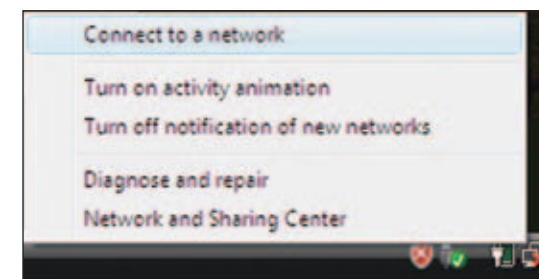 Connect to a network
Turn on activity animation
Turn off notification of new networks
Diagnose and repair
Network and Sharing Center